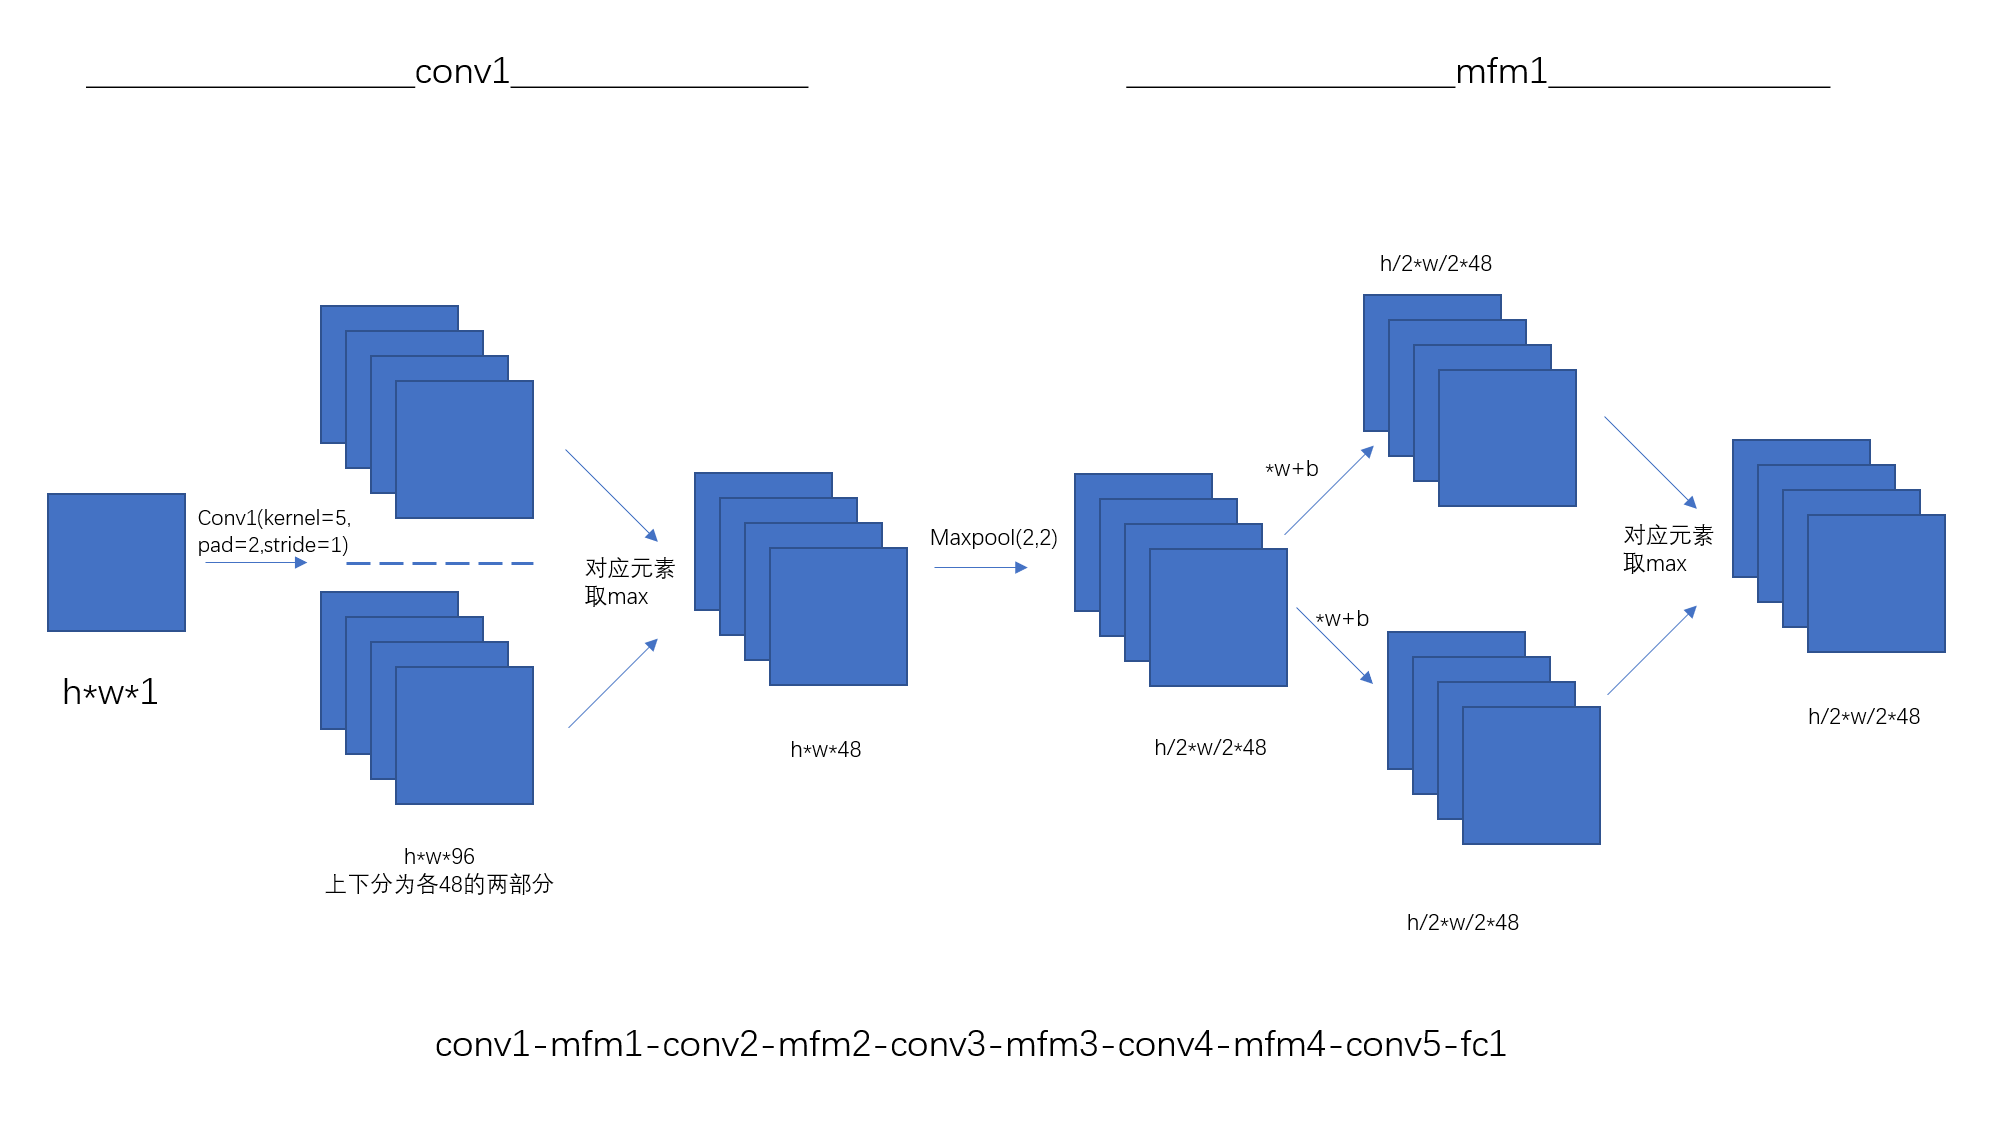 conv1
mfm1
h/2*w/2*48
*w+b
Conv1(kernel=5,
pad=2,stride=1)
对应元素
取max
Maxpool(2,2)
对应元素
取max
*w+b
h*w*1
h*w*48
h/2*w/2*48
h/2*w/2*48
h*w*96
上下分为各48的两部分
h/2*w/2*48
conv1-mfm1-conv2-mfm2-conv3-mfm3-conv4-mfm4-conv5-fc1